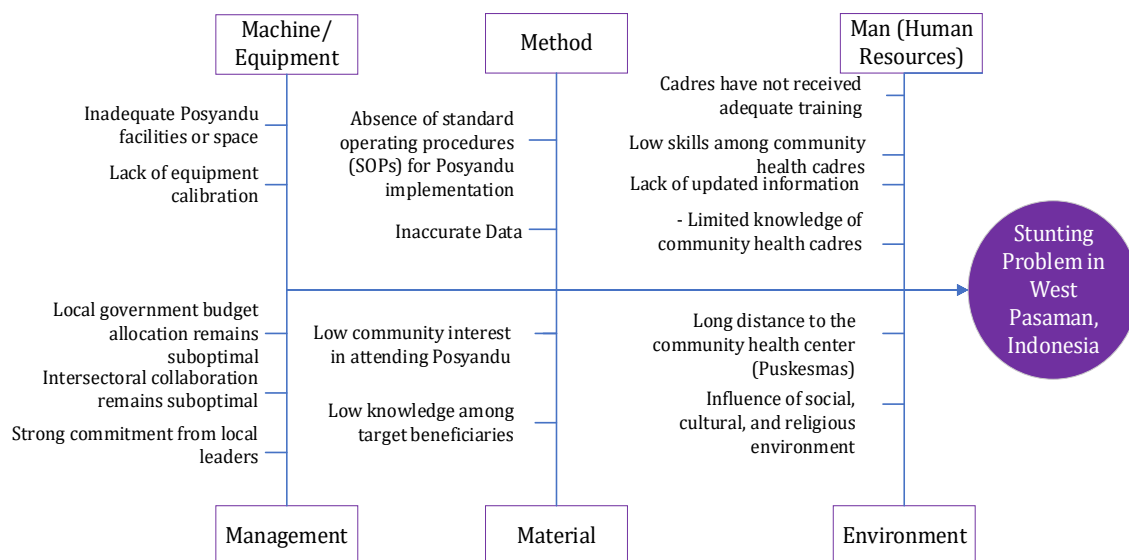 Machine/
Equipment
Method
Man (Human
Resources)
Inadequate Posyandu
facilities or space
Lack of equipment
calibration
Absence of standard
operating procedures
(SOPs) for Posyandu
implementation
Inaccurate Data
Cadres have not received
adequate training
Low skills among community
health cadres
Lack of updated information
- Limited knowledge of
community health cadres
Stunting
Problem in
West
Pasaman,
Indonesia
Local government budget
allocation remains
suboptimal
Intersectoral collaboration
remains suboptimal
Strong commitment from local
leaders
Low community interest
in attending Posyandu
Low knowledge among
target beneficiaries
Long distance to the
community health center
(Puskesmas)
Influence of social,
cultural, and religious
environment
Management
Material
Environment